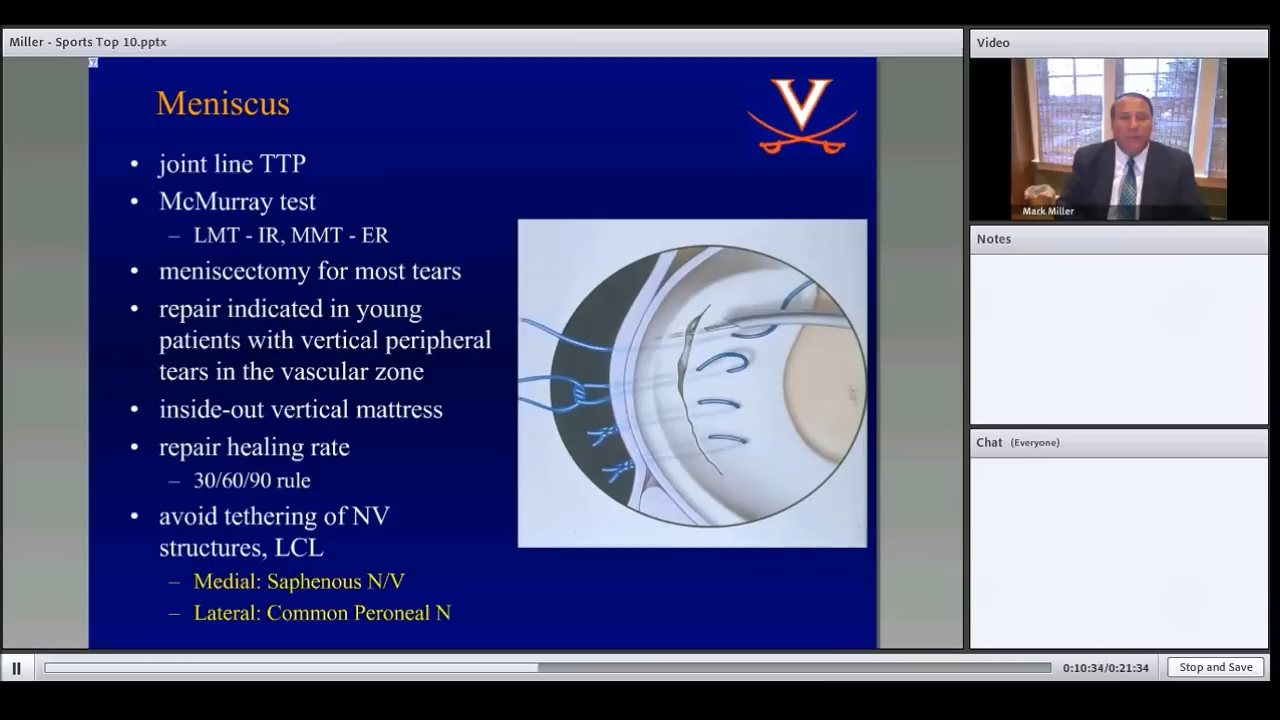 Miller - Sports Top 10.pptx
Meniscus
V
• joint line TTP
• McMurray test
– LMT - IR, MMT - ER
• meniscectomy for most tears
• repair indicated in young
patients with vertical peripheral
tears in the vascular zone
• inside-out vertical mattress
• repair healing rate
– 30/60/90 rule
• avoid tethering of NV
structures, LCL
– Medial: Saphenous N/V
– Lateral: Common Peroneal N
Video
Mark Miller
Notes
Chat (Everyone)
0:10:34/0:21:34
Stop and Save